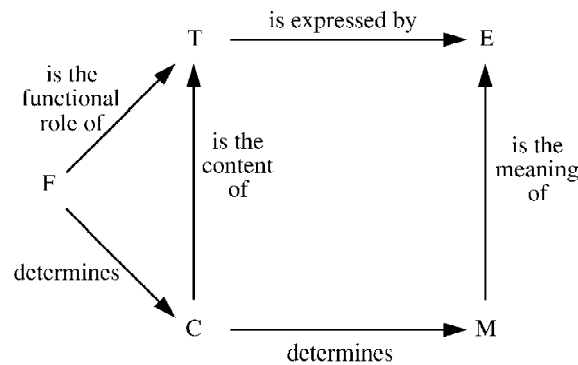 is expressed by
T
E
is the
functional
role of
is the
content
of
is the
meaning
of
F
determines
C
M
determines